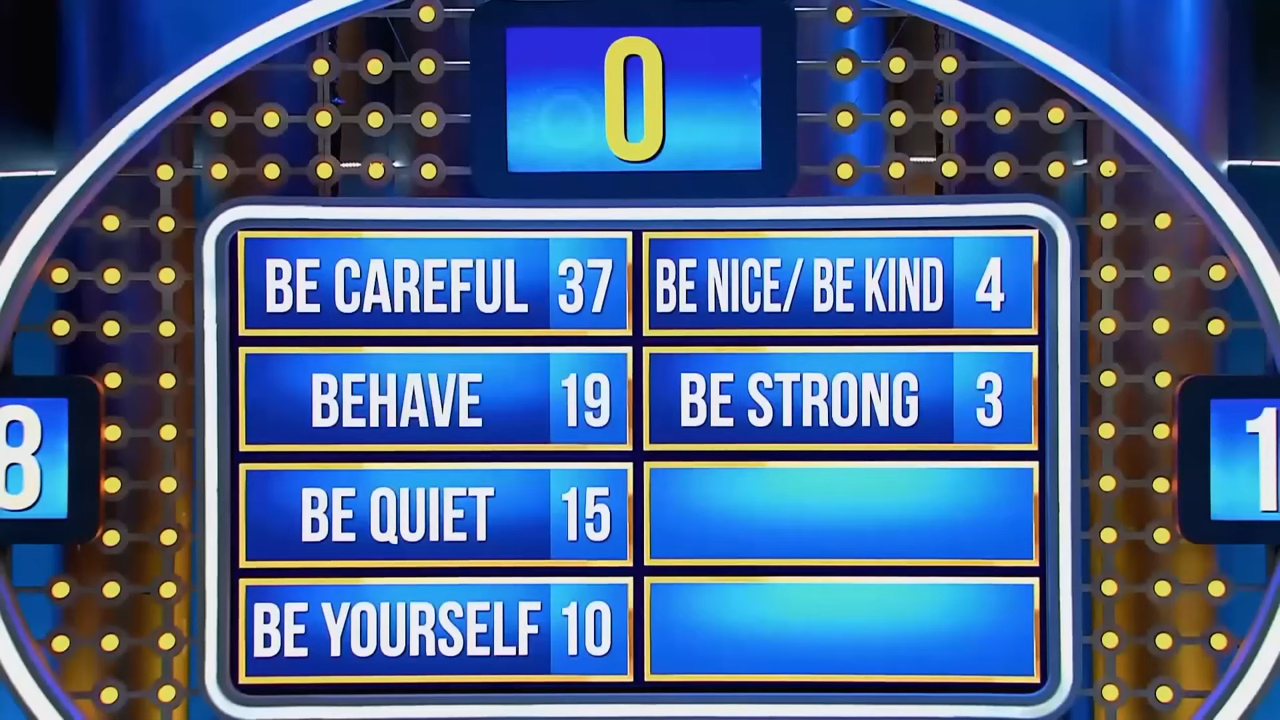 0
BE CAREFUL 37
BEHAVE 19
BE QUIET 15
BE YOURSELF 10
BE NICE/ BE KIND 4
BE STRONG 3
8
1